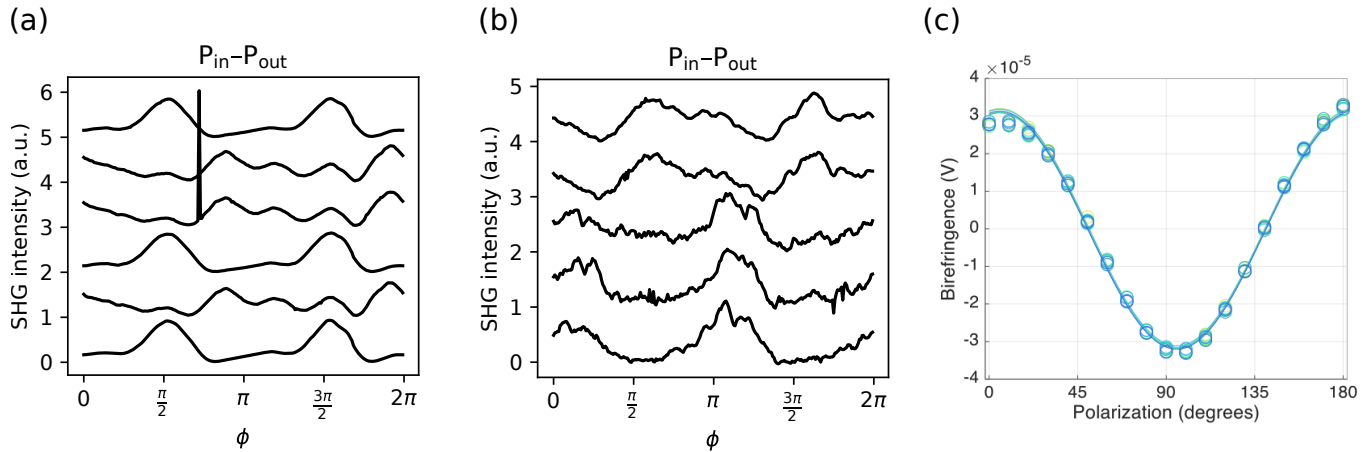 (a)
P_in–P_out
SHG intensity (a.u.)
6
5
4
3
2
1
0
0
π/2
π
3π/2
2π
ϕ
(b)
P_in–P_out
SHG intensity (a.u.)
5
4
3
2
1
0
0
π/2
π
3π/2
2π
ϕ
(c)
×10⁻⁵
Birefringence (V)
4
3
2
1
0
-1
-2
-3
-4
0
45
90
135
180
Polarization (degrees)